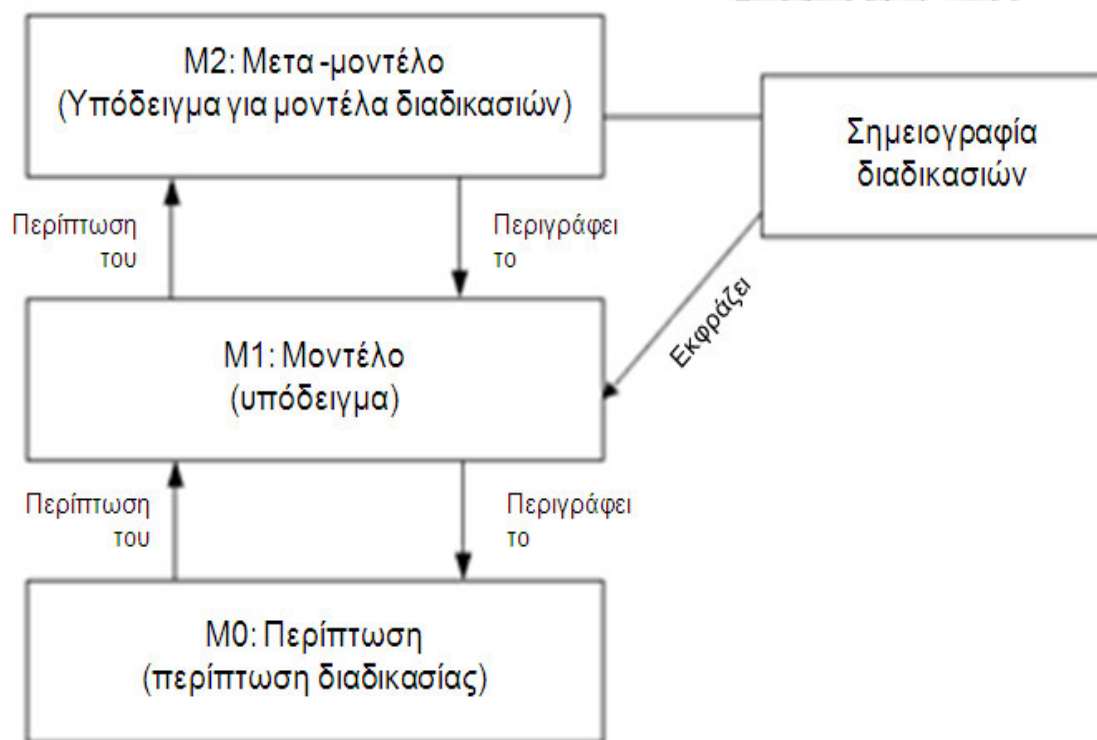 M2: Μετα -μοντέλο
(Υπόδειγμα για μοντέλα διαδικασιών)
Σημειογραφία
διαδικασιών
Περίπτωση
του
Περιγράφει
το
Εκφράζει
M1: Μοντέλο
(υπόδειγμα)
Περίπτωση
του
Περιγράφει
το
M0: Περίπτωση
(περίπτωση διαδικασίας)